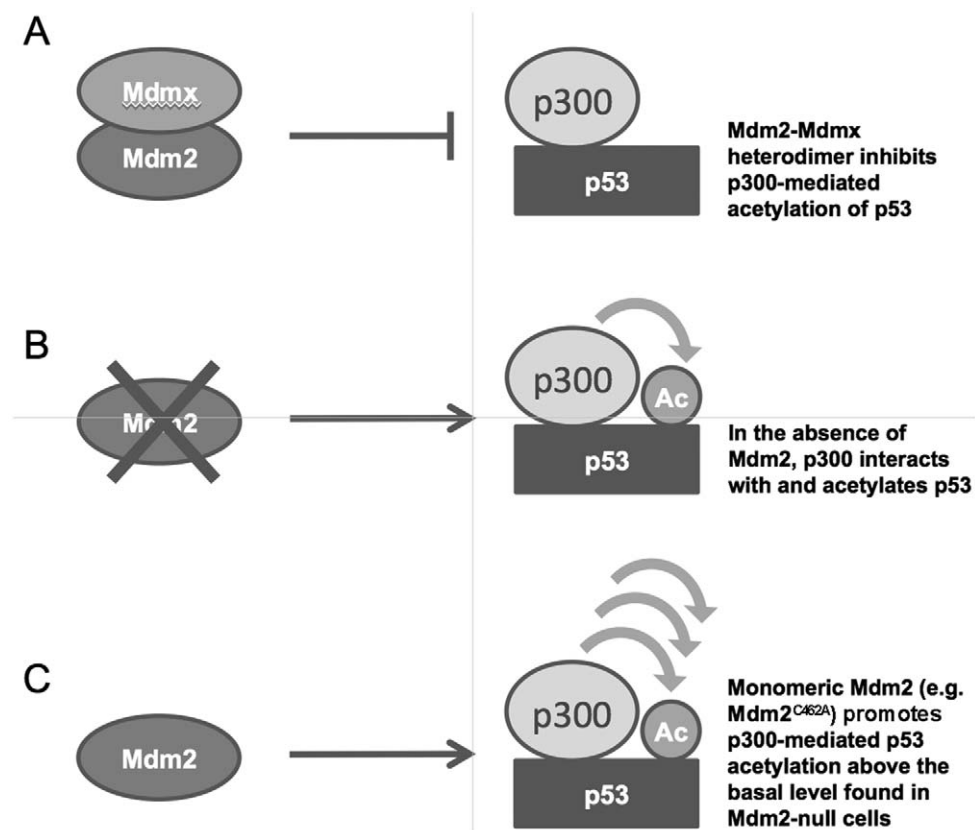 A
Mdmx
Mdm2
p300
p53
Mdm2-Mdmx
heterodimer inhibits
p300-mediated
acetylation of p53
B
Mdm2
p300
Ac
p53
In the absence of
Mdm2, p300 interacts
with and acetylates p53
C
Mdm2
p300
Ac
p53
Monomeric Mdm2 (e.g.
Mdm2C462A) promotes
p300-mediated p53
acetylation above the
basal level found in
Mdm2-null cells